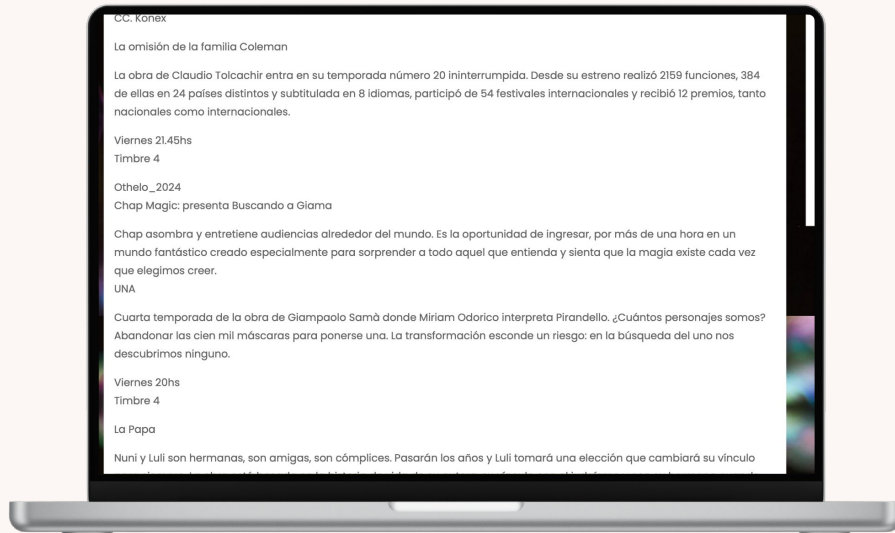 CC. Konex
La omisión de la familia Coleman
La obra de Claudio Tolcachir entra en su temporada número 20 ininterrumpida. Desde su estreno realizó 2159 funciones, 384
de ellas en 24 países distintos y subtitulada en 8 idiomas, participó de 54 festivales internacionales y recibió 12 premios, tanto
nacionales como internacionales.
Viernes 21.45hs
Timbre 4
Othelo_2024
Chap Magic: presenta Buscando a Giama
Chap asombra y entretiene audiencias alrededor del mundo. Es la oportunidad de ingresar, por más de una hora en un
mundo fantástico creado especialmente para sorprender a todo aquel que entienda y sienta que la magia existe cada vez
que elegimos creer.
UNA
Cuarta temporada de la obra de Giampaolo Samà donde Miriam Odorico interpreta Pirandello. ¿Cuántos personajes somos?
Abandonar las cien mil máscaras para ponerse una. La transformación esconde un riesgo: en la búsqueda del uno nos
descubrimos ninguno.
Viernes 20hs
Timbre 4
La Papa
Nuni y Luli son hermanas, son amigas, son cómplices. Pasarán los años y Luli tomará una elección que cambiará su vínculo